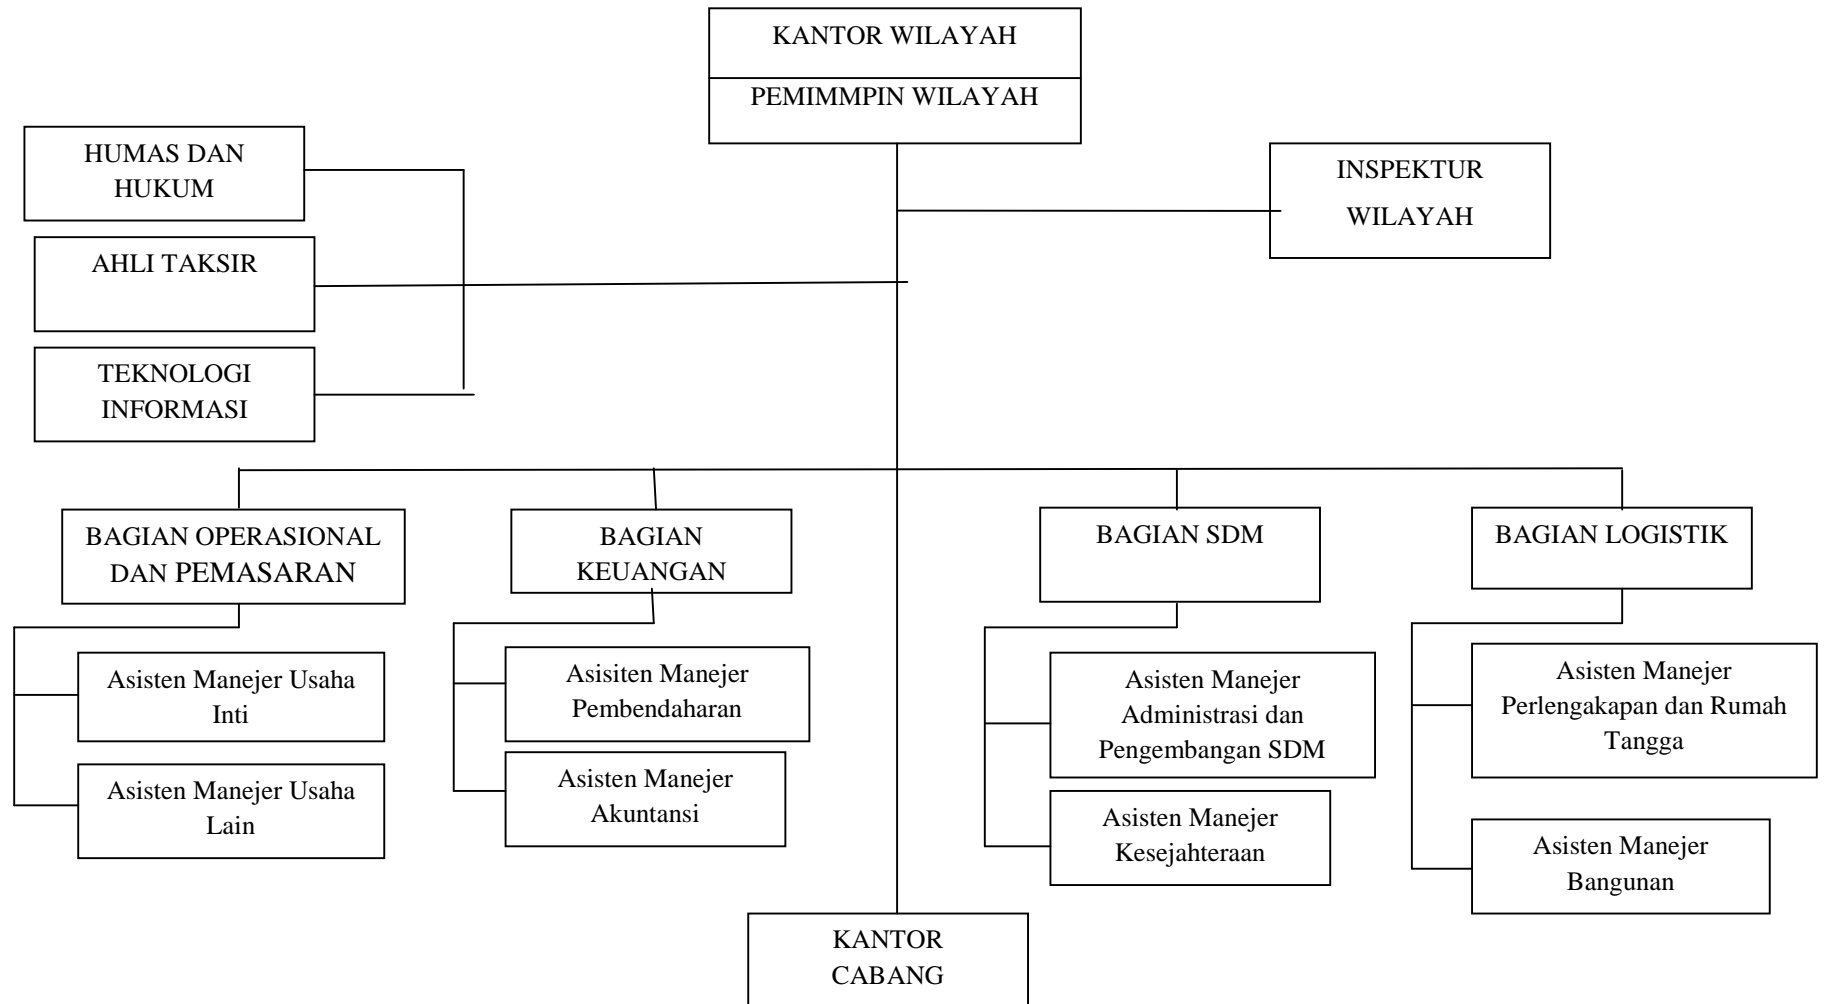 KANTOR WILAYAH
PEMIMMPIN WILAYAH
HUMAS DAN
HUKUM
INSPEKTUR
WILAYAH
AHLI TAKSIR
TEKNOLOGI
INFORMASI
BAGIAN OPERASIONAL
DAN PEMASARAN
BAGIAN
KEUANGAN
BAGIAN SDM
BAGIAN LOGISTIK
Asisten Manejer Usaha
Inti
Asisten Manejer Usaha
Lain
Asisiten Manejer
Pembendaharan
Asisten Manejer
Akuntansi
Asisten Manejer
Administrasi dan
Pengembangan SDM
Asisten Manejer
Kesejahteraan
Asisten Manejer
Perlengakapan dan Rumah
Tangga
Asisten Manejer
Bangunan
KANTOR
CABANG